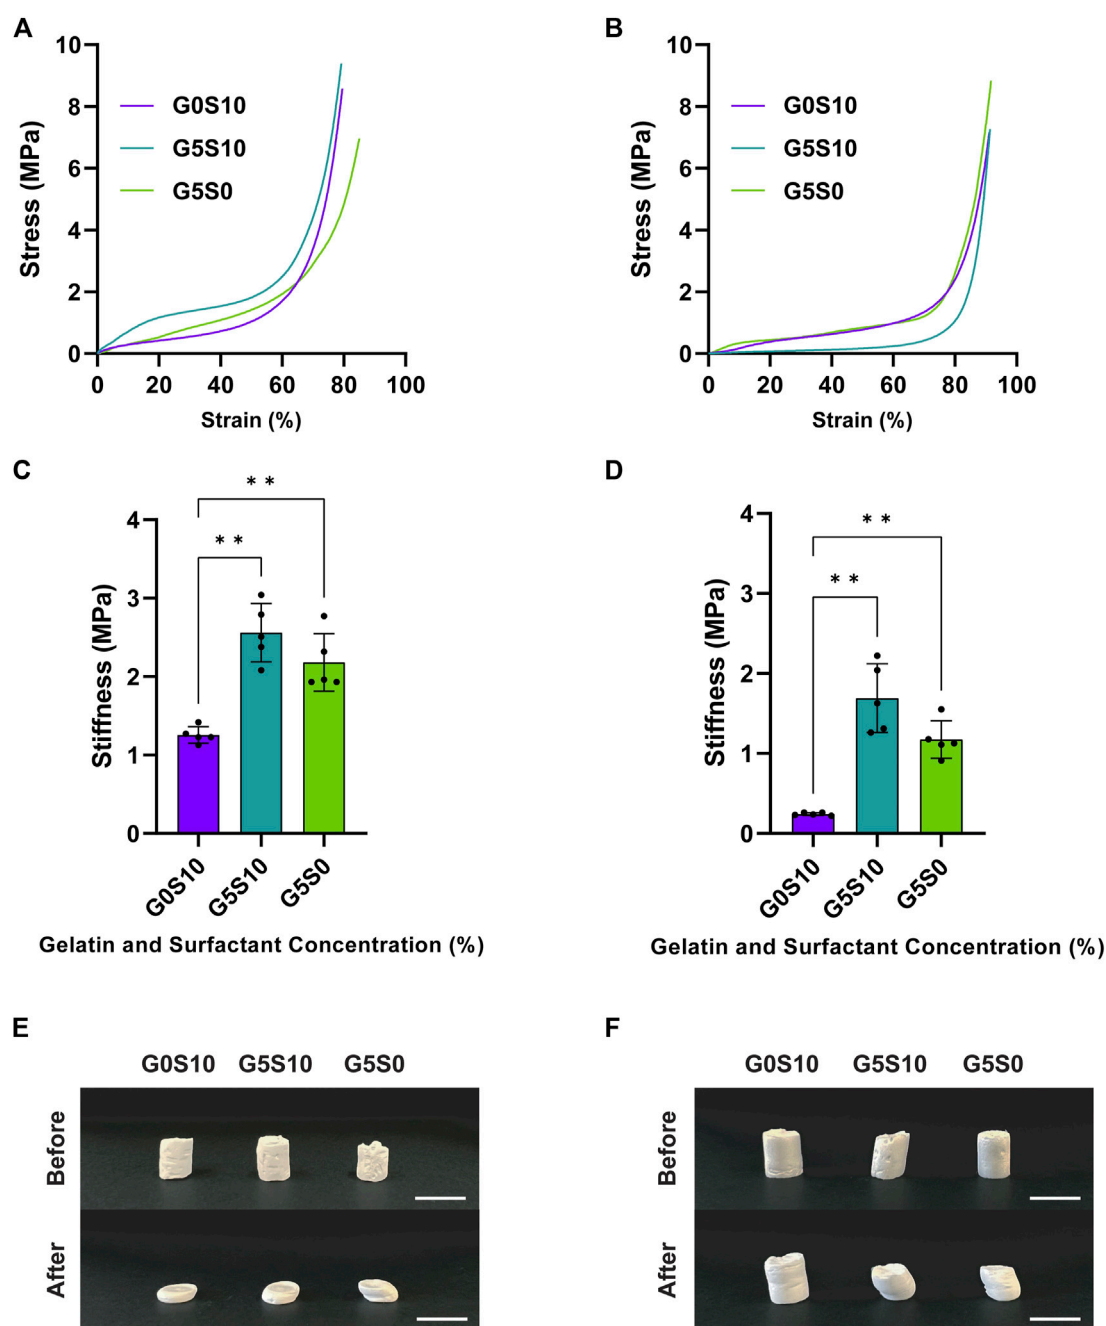 A
10
8
6
4
2
0
Stress (MPa)
G0S10
G5S10
G5S0
0 20 40 60 80 100
Strain (%)
B
10
8
6
4
2
0
Stress (MPa)
G0S10
G5S10
G5S0
0 20 40 60 80 100
Strain (%)
C
4
3
2
1
0
Stiffness (MPa)
* *
* *
G0S10 G5S10 G5S0
Gelatin and Surfactant Concentration (%)
D
4
3
2
1
0
Stiffness (MPa)
* *
* *
G0S10 G5S10 G5S0
Gelatin and Surfactant Concentration (%)
E
G0S10 G5S10 G5S0
Before
After
F
G0S10 G5S10 G5S0
Before
After